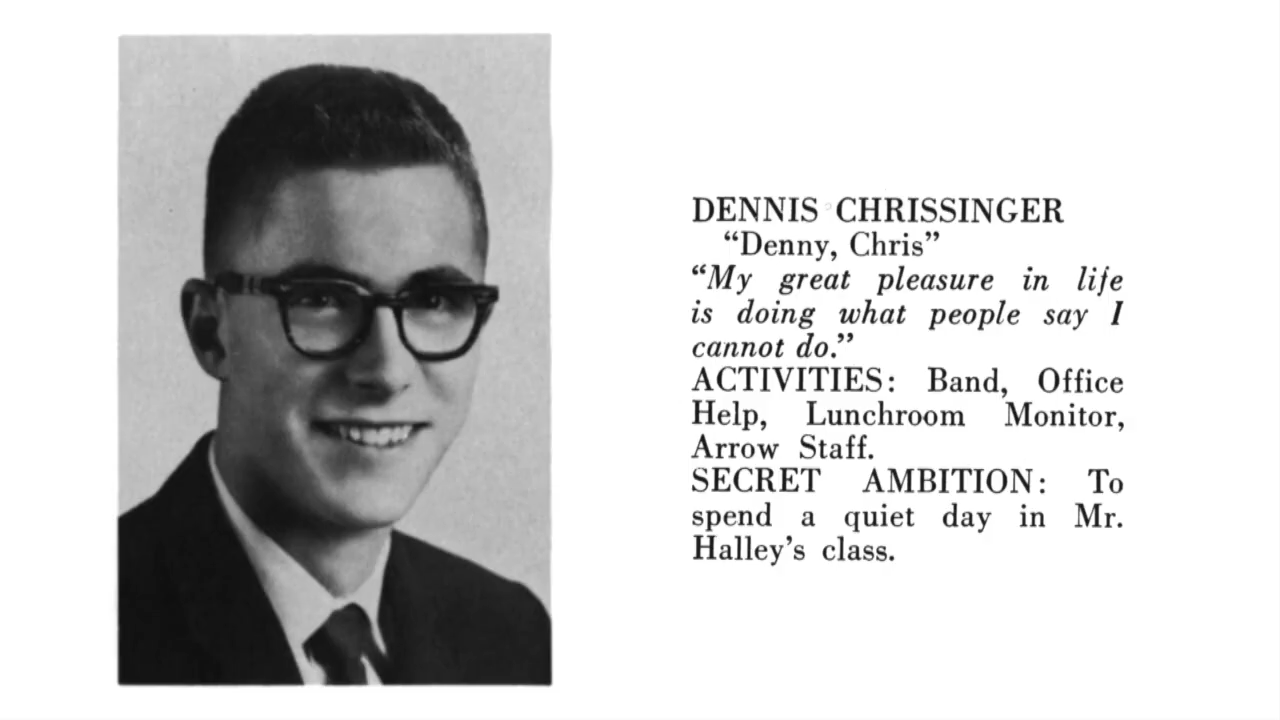 DENNIS CHRISSINGER
“Denny, Chris”
“My great pleasure in life
is doing what people say I
cannot do.”
ACTIVITIES: Band, Office
Help, Lunchroom Monitor,
Arrow Staff.
SECRET AMBITION: To
spend a quiet day in Mr.
Halley’s class.